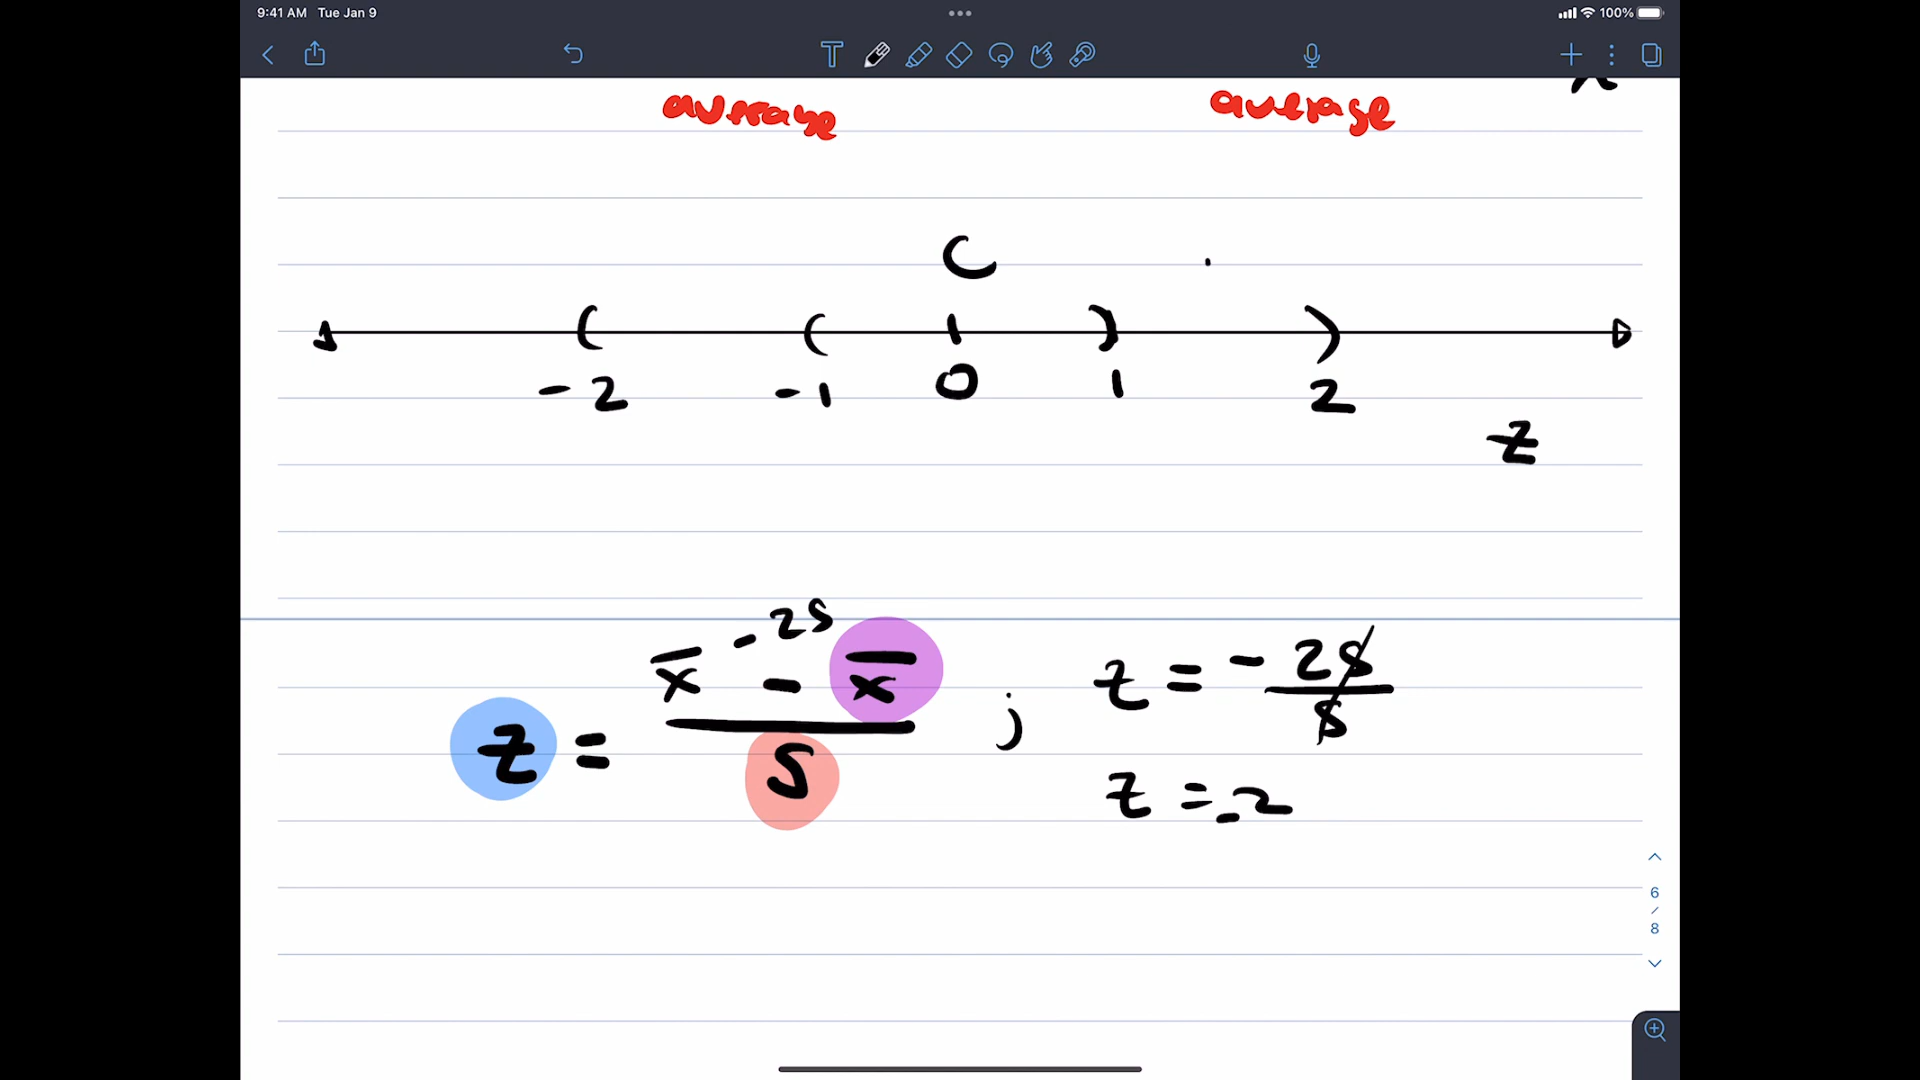 9:41 AM Tue Jan 9
100%
average average
C
-2 -1 0 1 2
z
z = x̄ - 2s - x̄ / s ; z = - 2s / s
z = -2
6
/
8